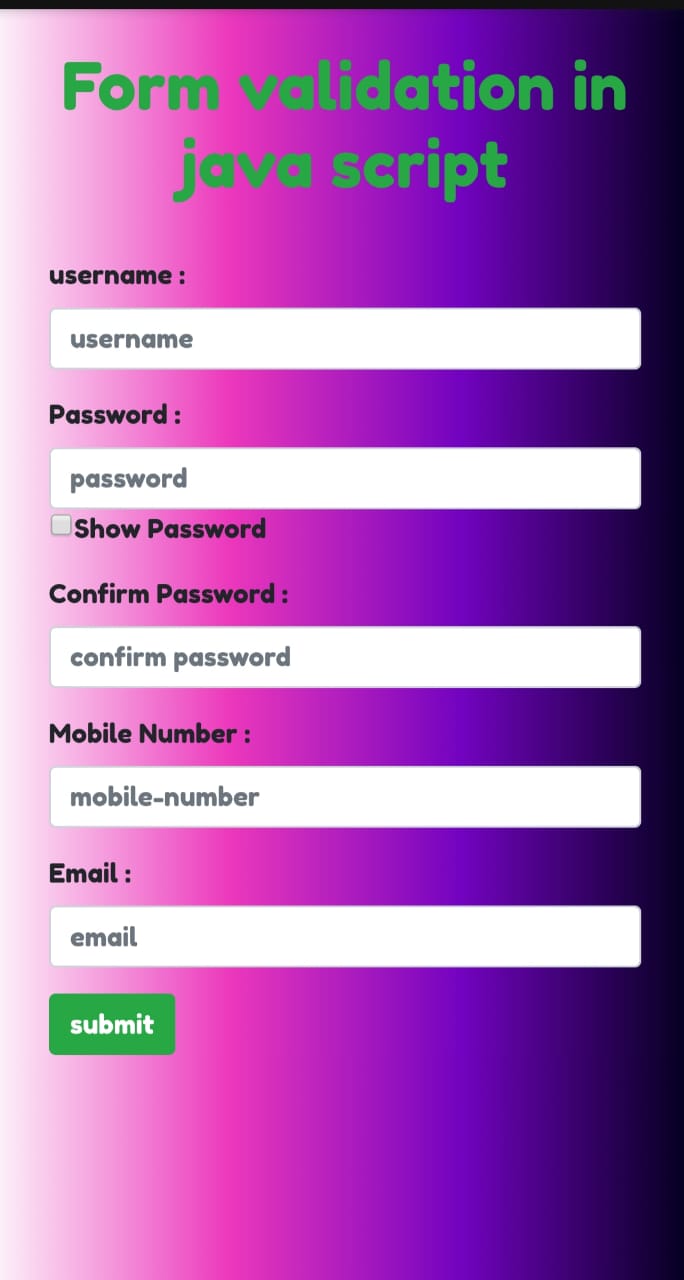 Form validation in
java script
username :
username
Password :
password
Show Password
Confirm Password :
confirm password
Mobile Number :
mobile-number
Email :
email
submit